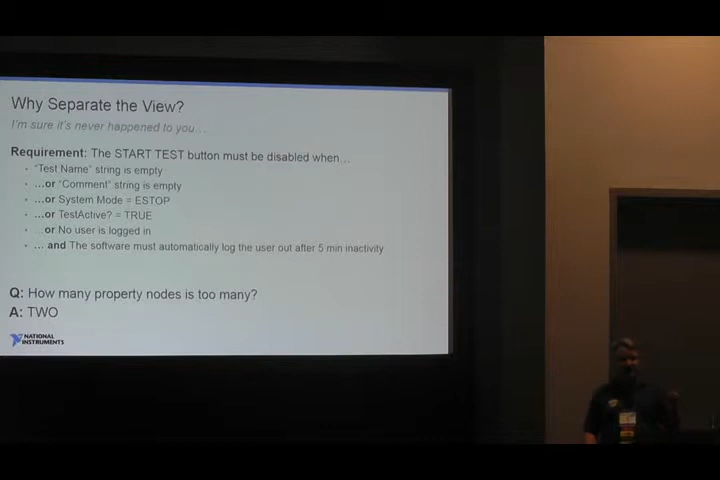 Why Separate the View?
I'm sure it's never happened to you…
Requirement: The START TEST button must be disabled when…
"Test Name" string is empty
…or "Comment" string is empty
…or System Mode = ESTOP
…or TestActive? = TRUE
…or No user is logged in
… and The software must automatically log the user out after 5 min inactivity
Q: How many property nodes is too many?
A: TWO
NATIONAL
INSTRUMENTS